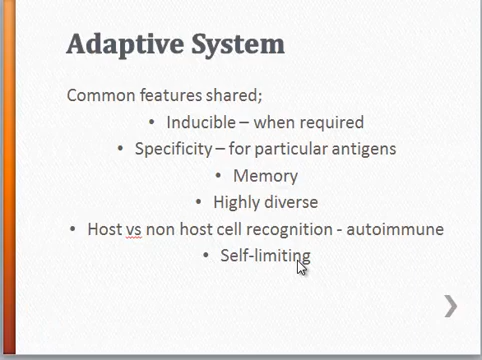 Adaptive System
Common features shared;
• Inducible – when required
• Specificity – for particular antigens
• Memory
• Highly diverse
• Host vs non host cell recognition - autoimmune
• Self-limiting